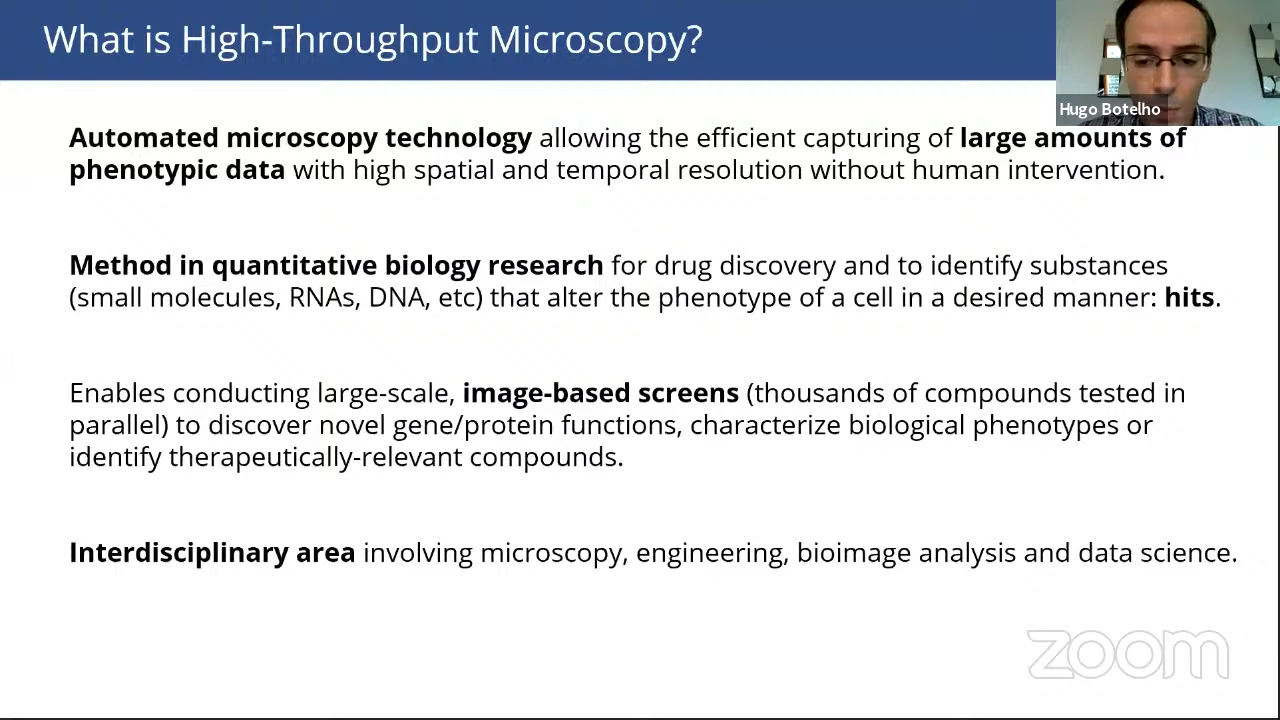 What is High-Throughput Microscopy?
Hugo Botelho
Automated microscopy technology allowing the efficient capturing of large amounts of
phenotypic data with high spatial and temporal resolution without human intervention.
Method in quantitative biology research for drug discovery and to identify substances
(small molecules, RNAs, DNA, etc) that alter the phenotype of a cell in a desired manner: hits.
Enables conducting large-scale, image-based screens (thousands of compounds tested in
parallel) to discover novel gene/protein functions, characterize biological phenotypes or
identify therapeutically-relevant compounds.
Interdisciplinary area involving microscopy, engineering, bioimage analysis and data science.
zoom